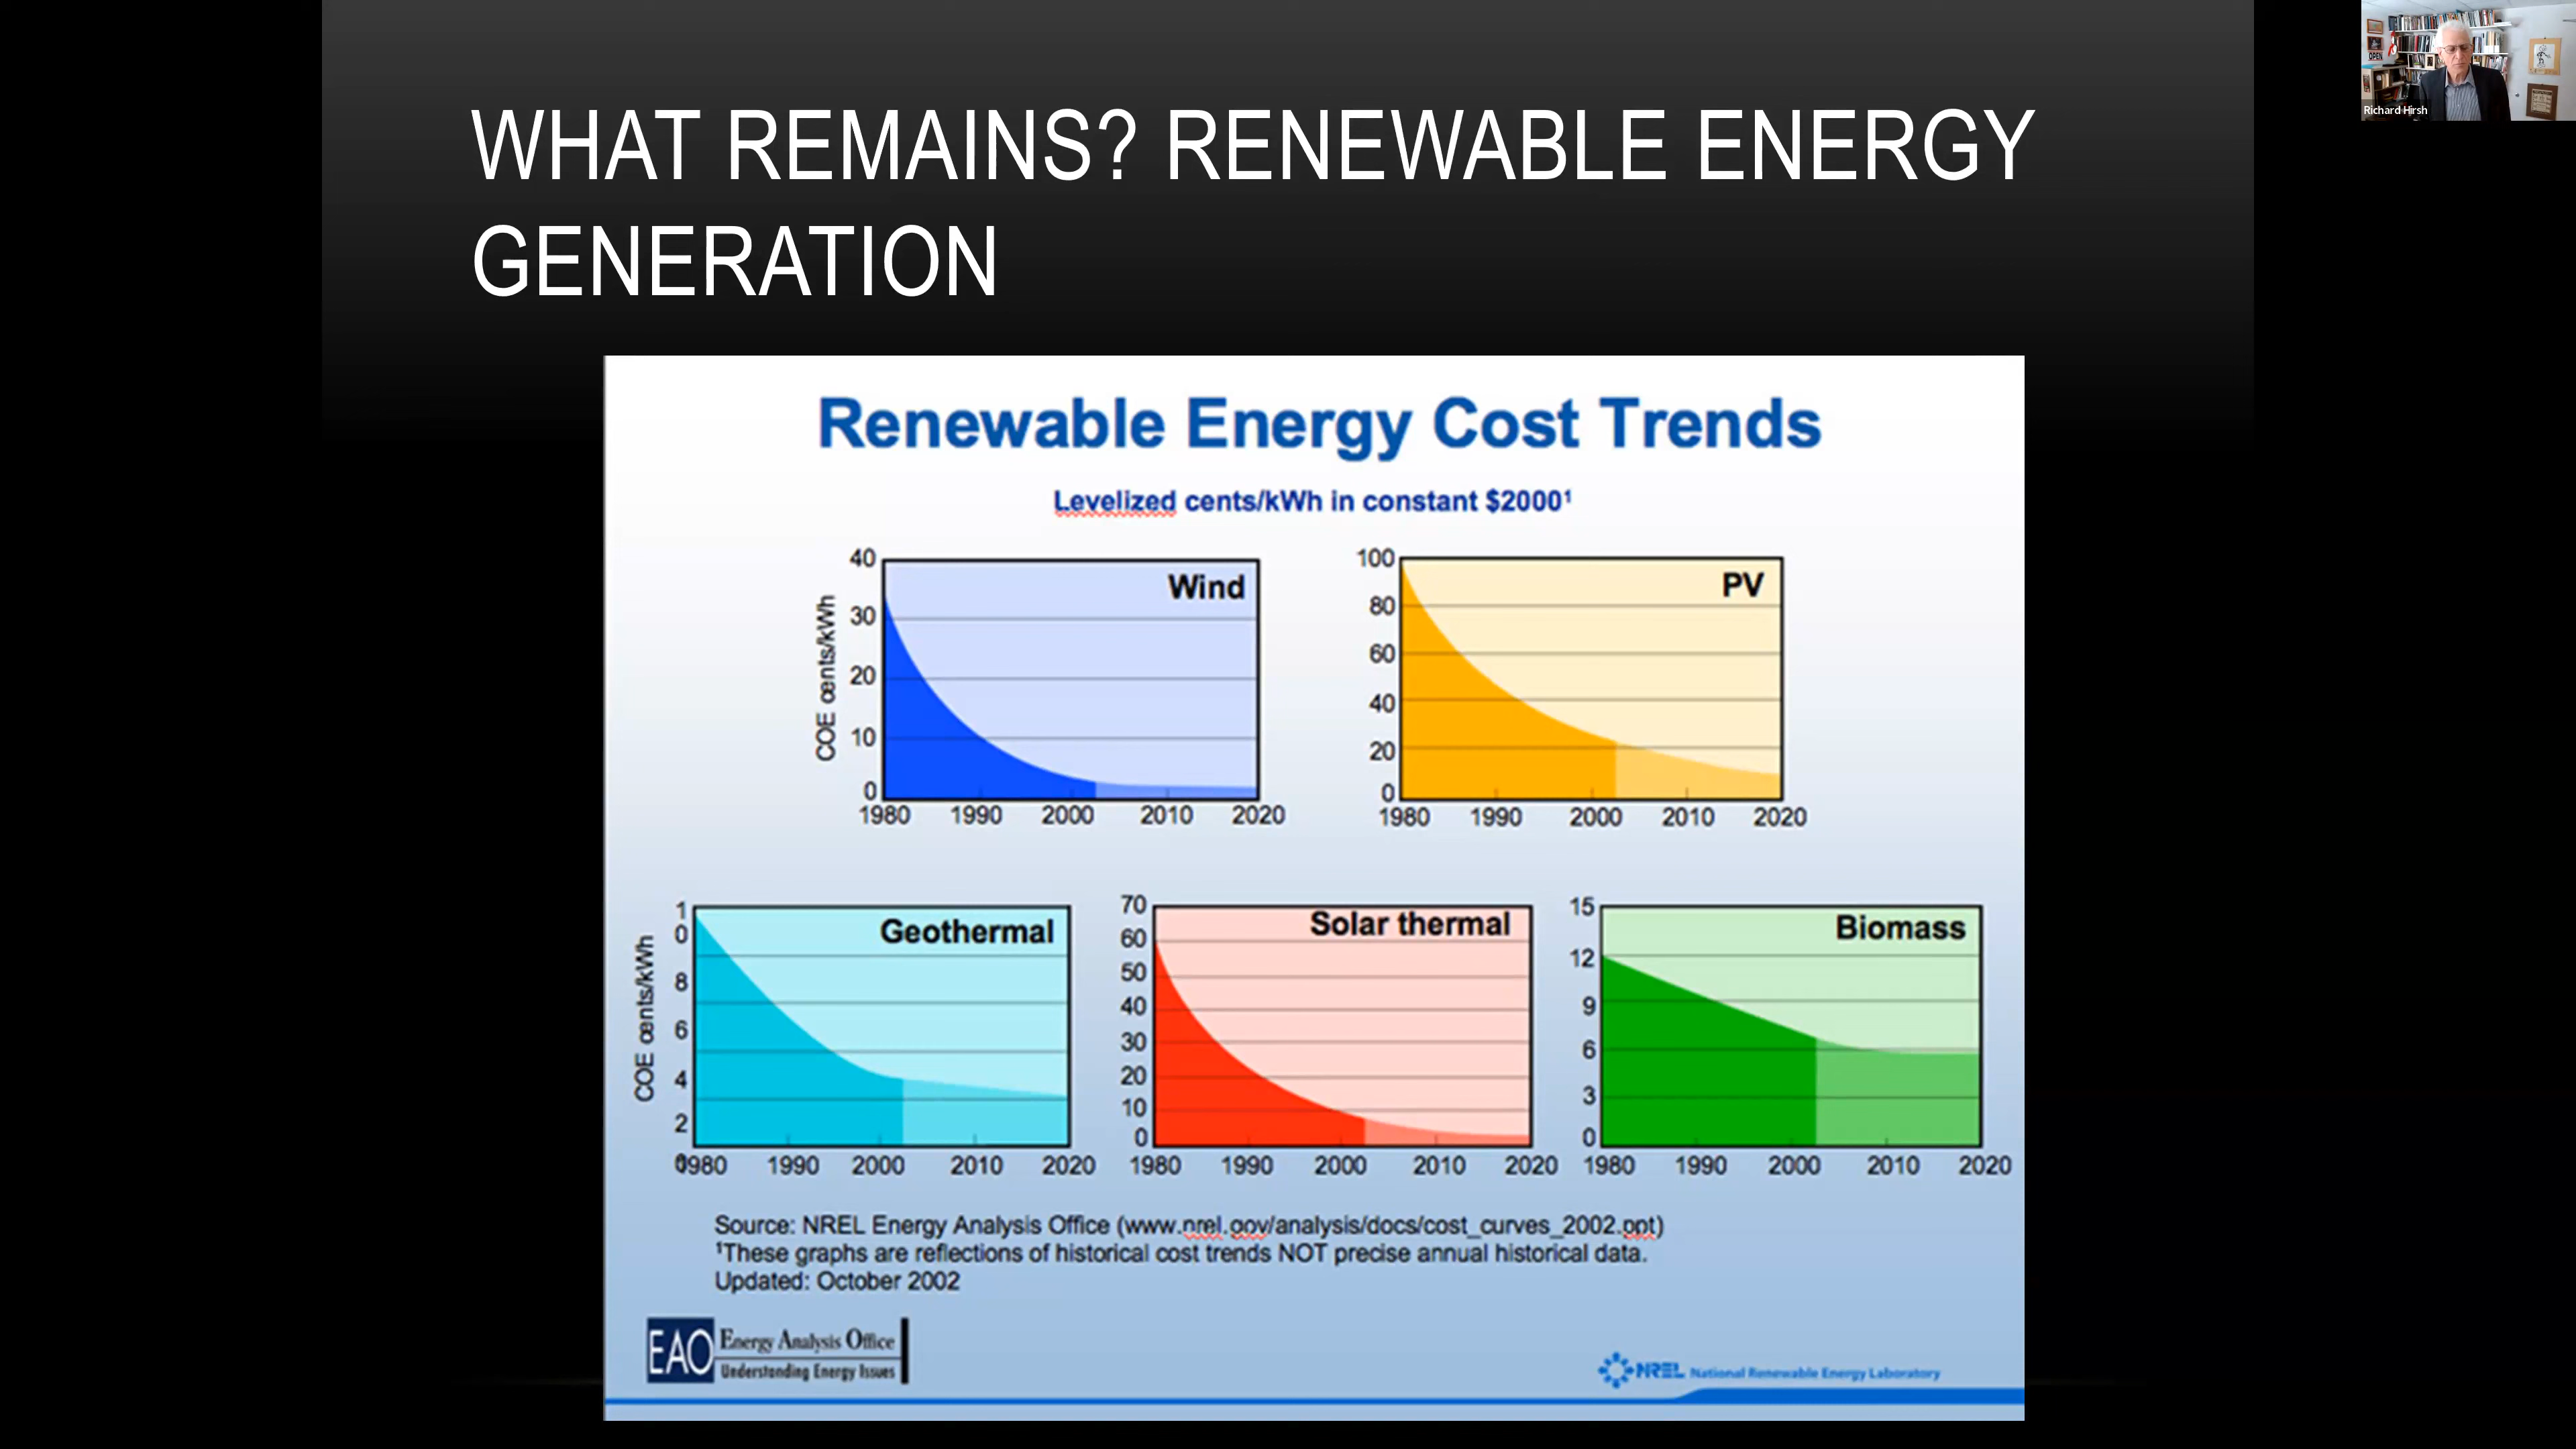 WHAT REMAINS? RENEWABLE ENERGY
GENERATION
Richard Hirsh
OPEN
Renewable Energy Cost Trends
Levelized cents/kWh in constant $2000¹
COE cents/kWh
40
30
20
10
0
Wind
1980 1990 2000 2010 2020
100
80
60
40
20
0
PV
1980 1990 2000 2010 2020
COE cents/kWh
1
0
8
6
4
2
0
Geothermal
1980 1990 2000 2010 2020
70
60
50
40
30
20
10
0
Solar thermal
1980 1990 2000 2010 2020
15
12
9
6
3
0
Biomass
1980 1990 2000 2010 2020
Source: NREL Energy Analysis Office (www.nrel.gov/analysis/docs/cost_curves_2002.ppt)
¹These graphs are reflections of historical cost trends NOT precise annual historical data.
Updated: October 2002
EAO Energy Analysis Office
Understanding Energy Issues
NREL National Renewable Energy Laboratory